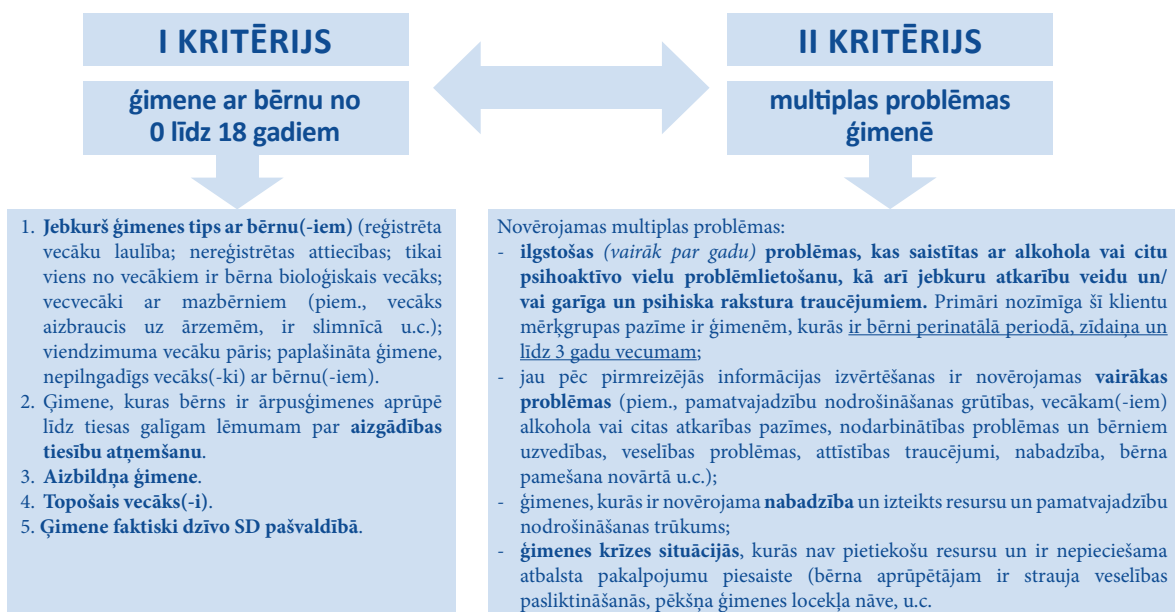 I KRITĒRIJS
ģimene ar bērnu no
0 līdz 18 gadiem
1. Jebkurš ģimenes tips ar bērnu(-iem) (reģistrēta
vecāku laulība; nereģistrētas attiecības; tikai
viens no vecākiem ir bērna bioloģiskais vecāks;
vecvecāki ar mazbērniem (piem., vecāks
aizbraucis uz ārzemēm, ir slimnīcā u.c.);
viendzimuma vecāku pāris; paplašināta ģimene,
nepilngadīgs vecāks(-ki) ar bērnu(-iem).
2. Ģimene, kuras bērns ir ārpusģimenes aprūpē
līdz tiesas galīgam lēmumam par aizgādības
tiesību atņemšanu.
3. Aizbildņa ģimene.
4. Topošais vecāks(-i).
5. Ģimene faktiski dzīvo SD pašvaldībā.
II KRITĒRIJS
multiplas problēmas
ģimenē
Novērojamas multiplas problēmas:
- ilgstošas (vairāk par gadu) problēmas, kas saistītas ar alkohola vai citu
psihoaktīvo vielu problēmlietošanu, kā arī jebkuru atkarību veidu un/
vai garīga un psihiska rakstura traucējumiem. Primāri nozīmīga šī klientu
mērķgrupas pazīme ir ģimenēm, kurās ir bērni perinatālā periodā, zīdaiņa un
līdz 3 gadu vecumam;
- jau pēc pirmreizējās informācijas izvērtēšanas ir novērojamas vairākas
problēmas (piem., pamatvajadzību nodrošināšanas grūtības, vecākam(-iem)
alkohola vai citas atkarības pazīmes, nodarbinātības problēmas un bērniem
uzvedības, veselības problēmas, attīstības traucējumi, nabadzība, bērna
pamešana novārtā u.c.);
- ģimenes, kurās ir novērojama nabadzība un izteikts resursu un pamatvajadzību
nodrošināšanas trūkums;
- ģimenes krīzes situācijās, kurās nav pietiekošu resursu un ir nepieciešama
atbalsta pakalpojumu piesaiste (bērna aprūpētājam ir strauja veselības
pasliktināšanās, pēkšņa ģimenes locekļa nāve, u.c.